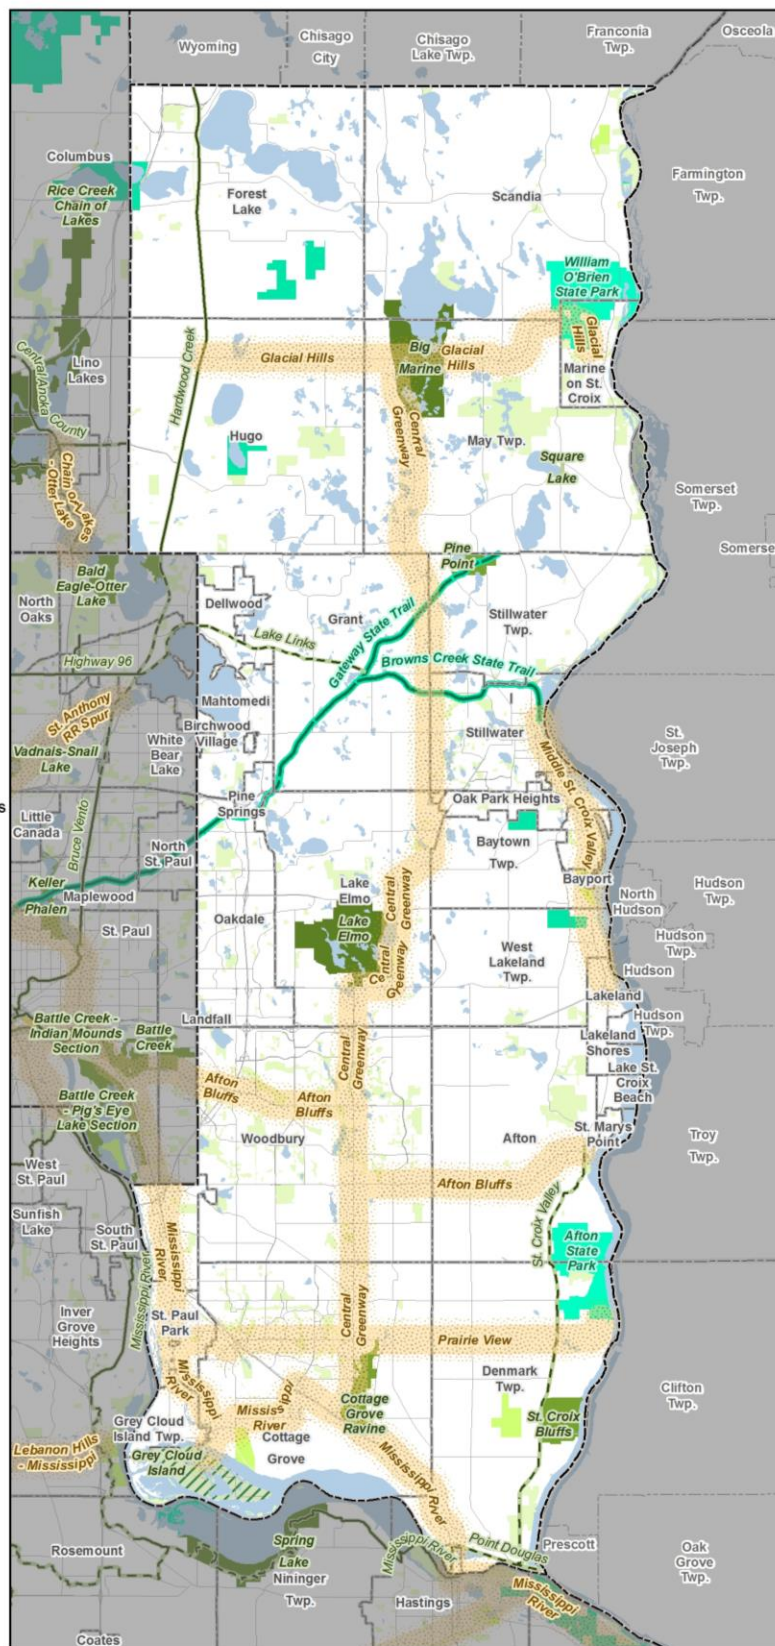 Wyoming
Chisago
City
Chisago
Lake Twp.
Franconia
Twp.
Osceola
Columbus
Rice Creek
Chain of
Lakes
Forest
Lake
Scandia
Farmington
Twp.
William
O'Brien
State Park
Central Anoka
County
Lino
Lakes
Hardwood Creek
Glacial Hills
Big
Marine
Glacial
Hills
Glacial
Hills
Marine
on St.
Croix
Central
Greenway
Chain of Lakes
- Otter Lake
Hugo
May Twp.
Square
Lake
Somerset
Twp.
Somerse
Pine
Point
Bald
Eagle-Otter
Lake
North
Oaks
Dellwood
Grant
Stillwater
Twp.
Lake Links
Gateway State Trail
Browns Creek State Trail
Highway 96
St. Anthony
RR Spur
Mahtomedi
Birchwood
Village
Vadnais-Snail
Lake
White
Bear
Lake
Stillwater
Middle St. Croix Valley
St.
Joseph
Twp.
s
Little
Canada
Bruce Vento
Pine
Springs
Oak Park Heights
North
St. Paul
Baytown
Twp.
Keller
Phalen
Maplewood
Bayport
Lake
Elmo
Lake
Elmo
Central
Greenway
North
Hudson
Hudson
Twp.
St. Paul
Oakdale
Central
Greenway
West
Lakeland
Twp.
Hudson
Twp.
Hudson
Lakeland
Battle Creek -
Indian Mounds
Section
Battle
Creek
Landfall
Central
Greenway
Hudson
Twp.
Lakeland
Shores
Lake St.
Croix
Beach
Battle Creek
- Pig's Eye
Lake Section
Afton
Bluffs
Afton
Bluffs
Woodbury
Afton
St. Marys
Point
Troy
Twp.
West
St. Paul
Afton Bluffs
Sunfish
Lake
South
St. Paul
Mississippi
River
Mississippi River
St. Croix Valley
Afton
State
Park
Inver
Grove
Heights
St. Paul
Park
Central
Greenway
Prairie View
Mississippi
River
Denmark
Twp.
Clifton
Twp.
Mississippi
River
Cottage
Grove
Ravine
St. Croix
Bluffs
Grey Cloud
Island Twp.
Cottage
Grove
Lebanon Hills
- Mississippi
Grey Cloud
Island
Mississippi River
Rosemount
Spring
Lake
Nininger
Twp.
Mississippi River
Point Douglas
Prescott
Oak
Grove
Twp.
Hastings
Mississippi
River
Coates